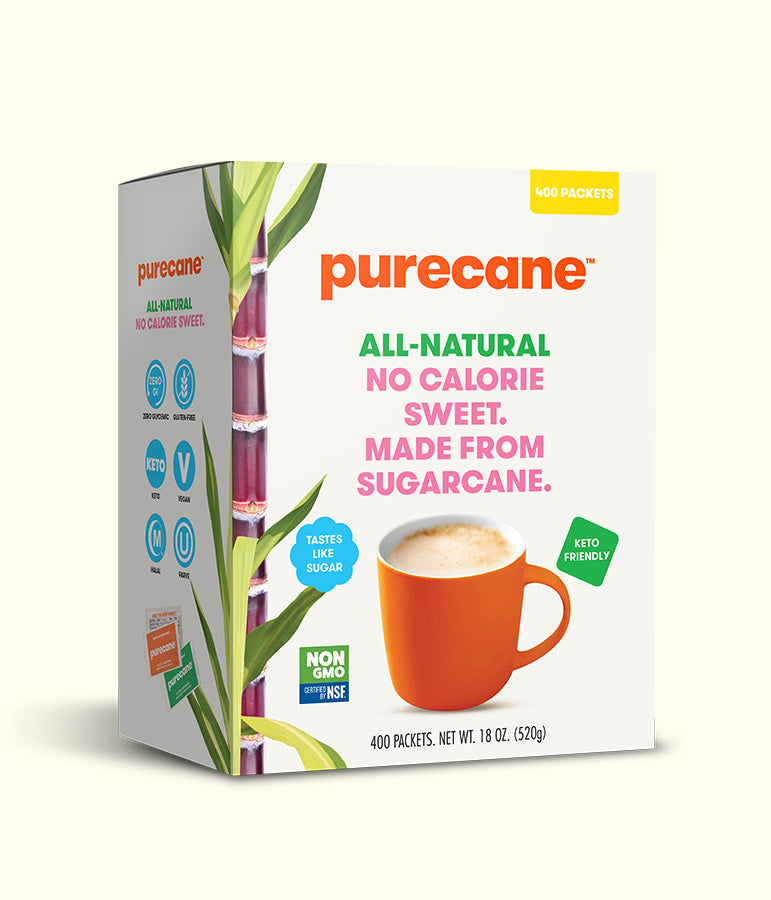 purecane™
ALL-NATURAL
NO CALORIE SWEET.
ZERO
GI
ZERO GLYCEMIC
GLUTEN-FREE
KETO
KETO
V
VEGAN
M
HALAL
U
PARVE
purecane
purecane
400 PACKETS
purecane™
ALL-NATURAL
NO CALORIE
SWEET.
MADE FROM
SUGARCANE.
TASTES
LIKE
SUGAR
KETO
FRIENDLY
NON
GMO
CERTIFIED
BY NSF
400 PACKETS. NET WT. 18 OZ. (520g)